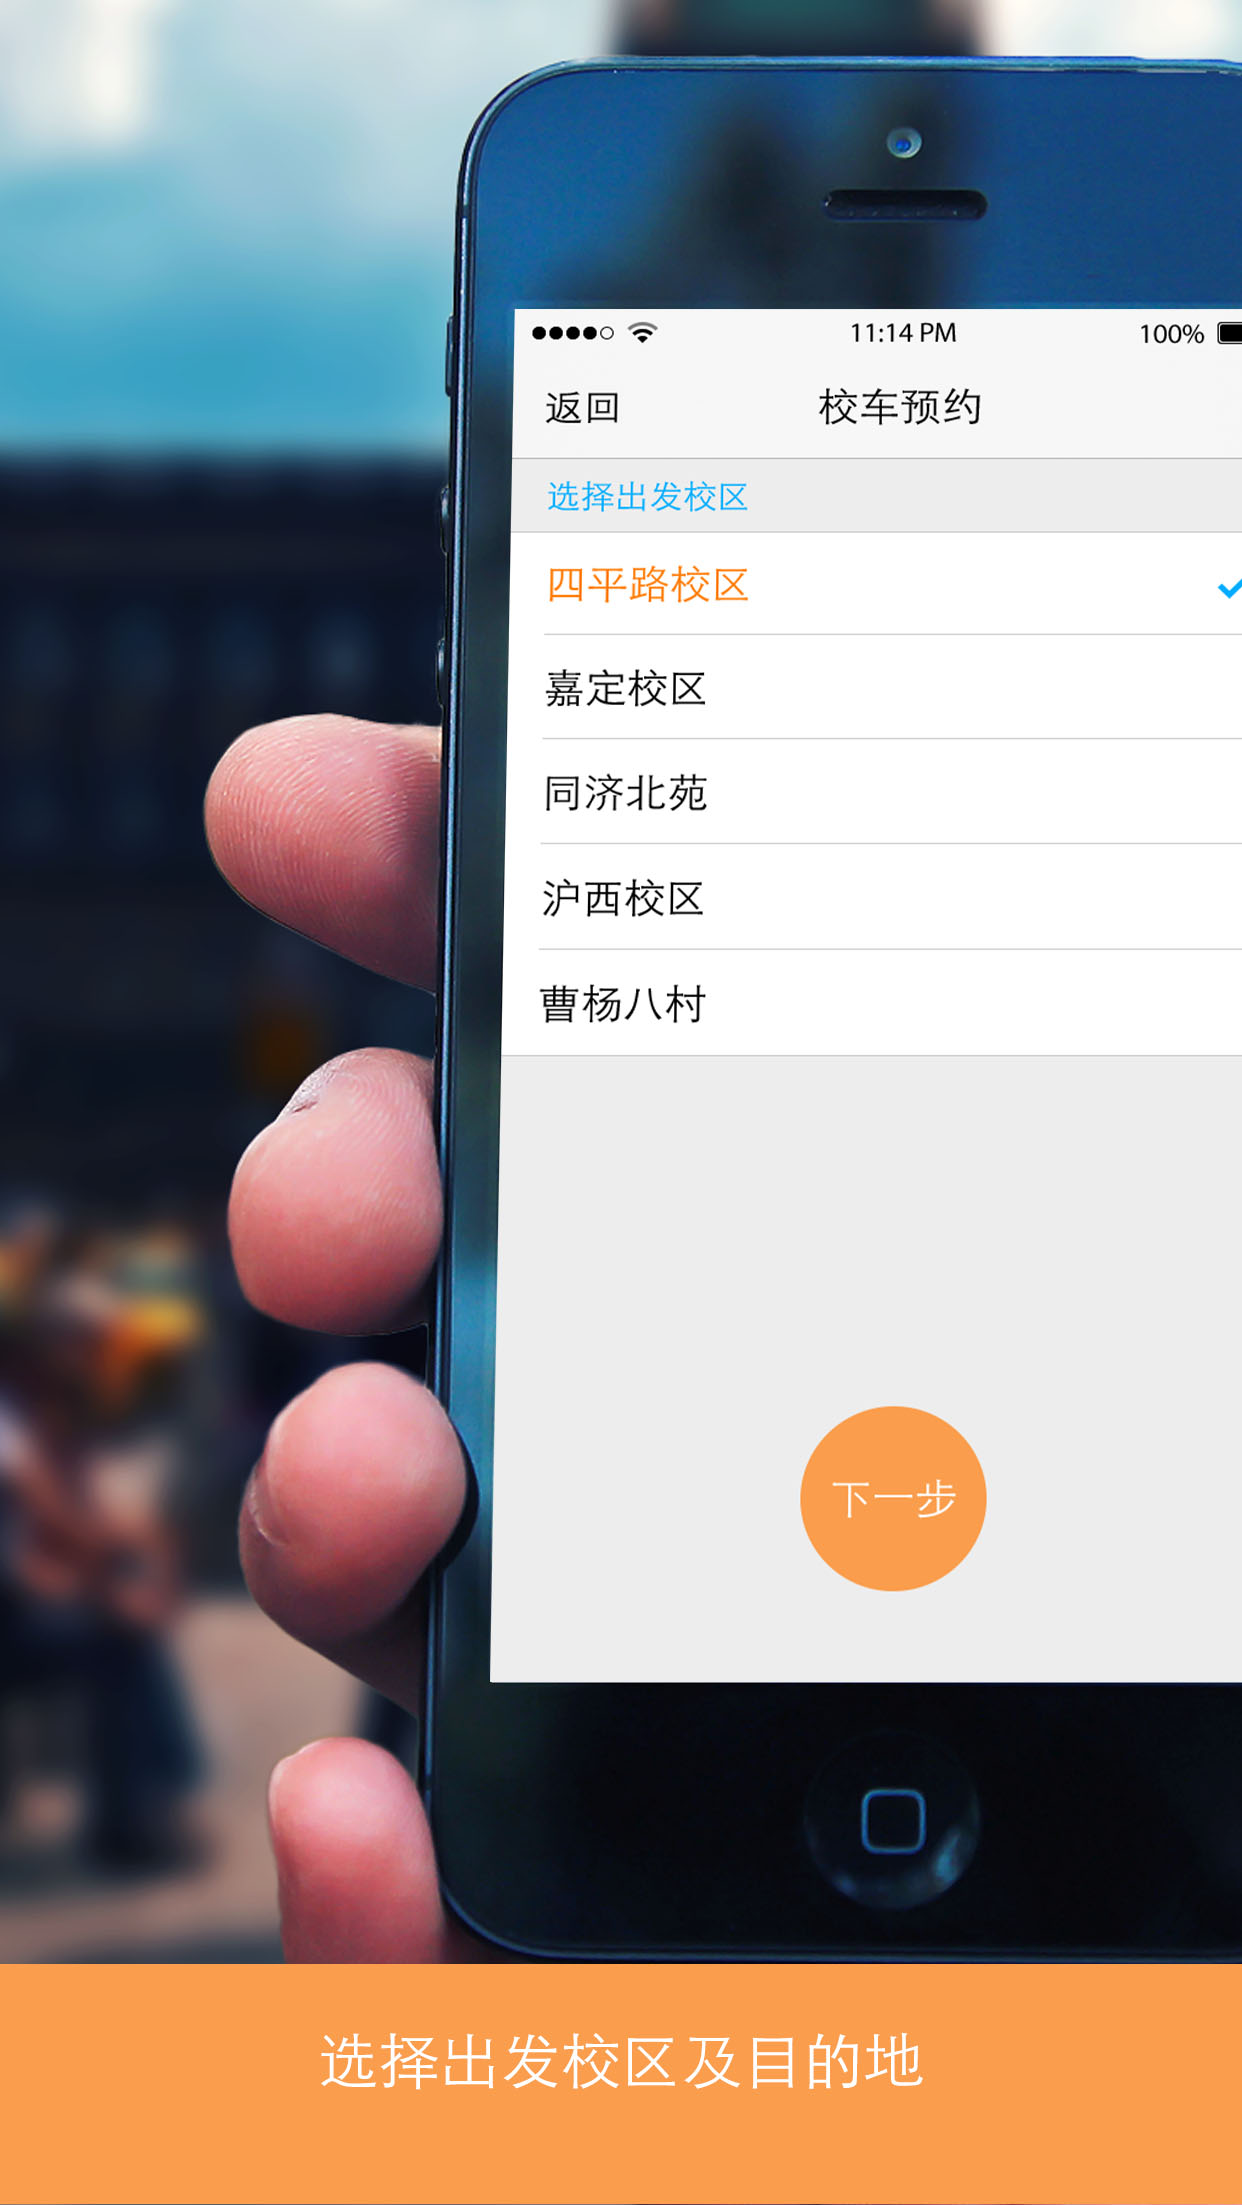 11:14 PM 100%
返回 校车预约
选择出发校区
四平路校区
嘉定校区
同济北苑
沪西校区
曹杨八村
下一步
选择出发校区及目的地